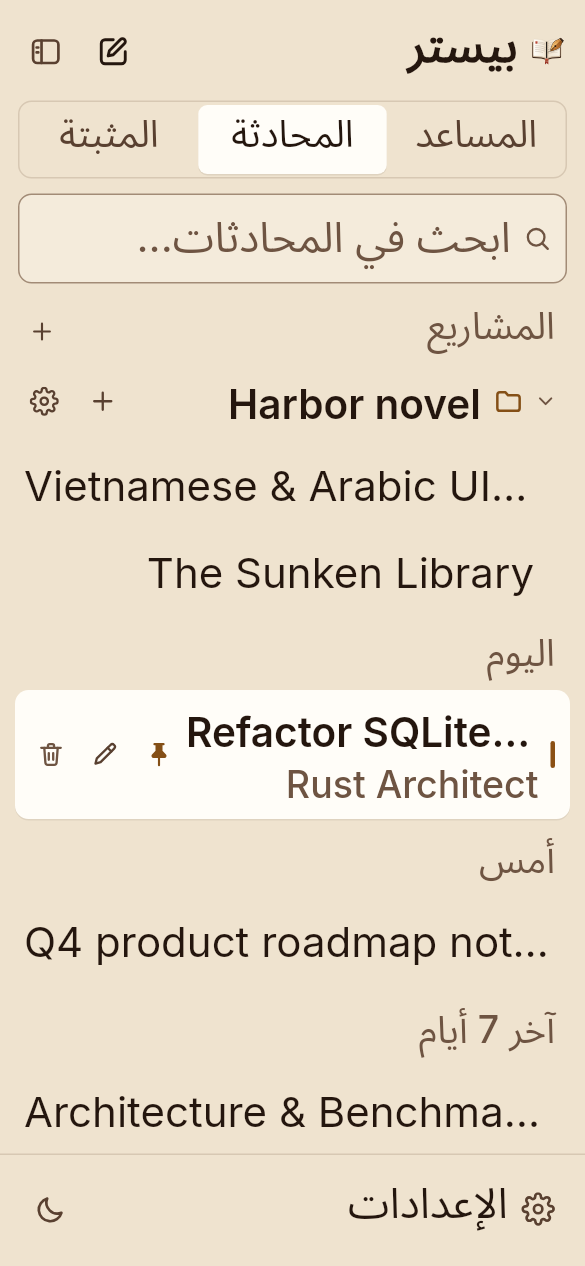 بيستر
المساعد
المحادثة
المثبتة
ابحث في المحادثات...
المشاريع
Harbor novel
Vietnamese & Arabic UI...
The Sunken Library
اليوم
Refactor SQLite...
Rust Architect
أمس
Q4 product roadmap not...
آخر 7 أيام
Architecture & Benchma...
الإعدادات